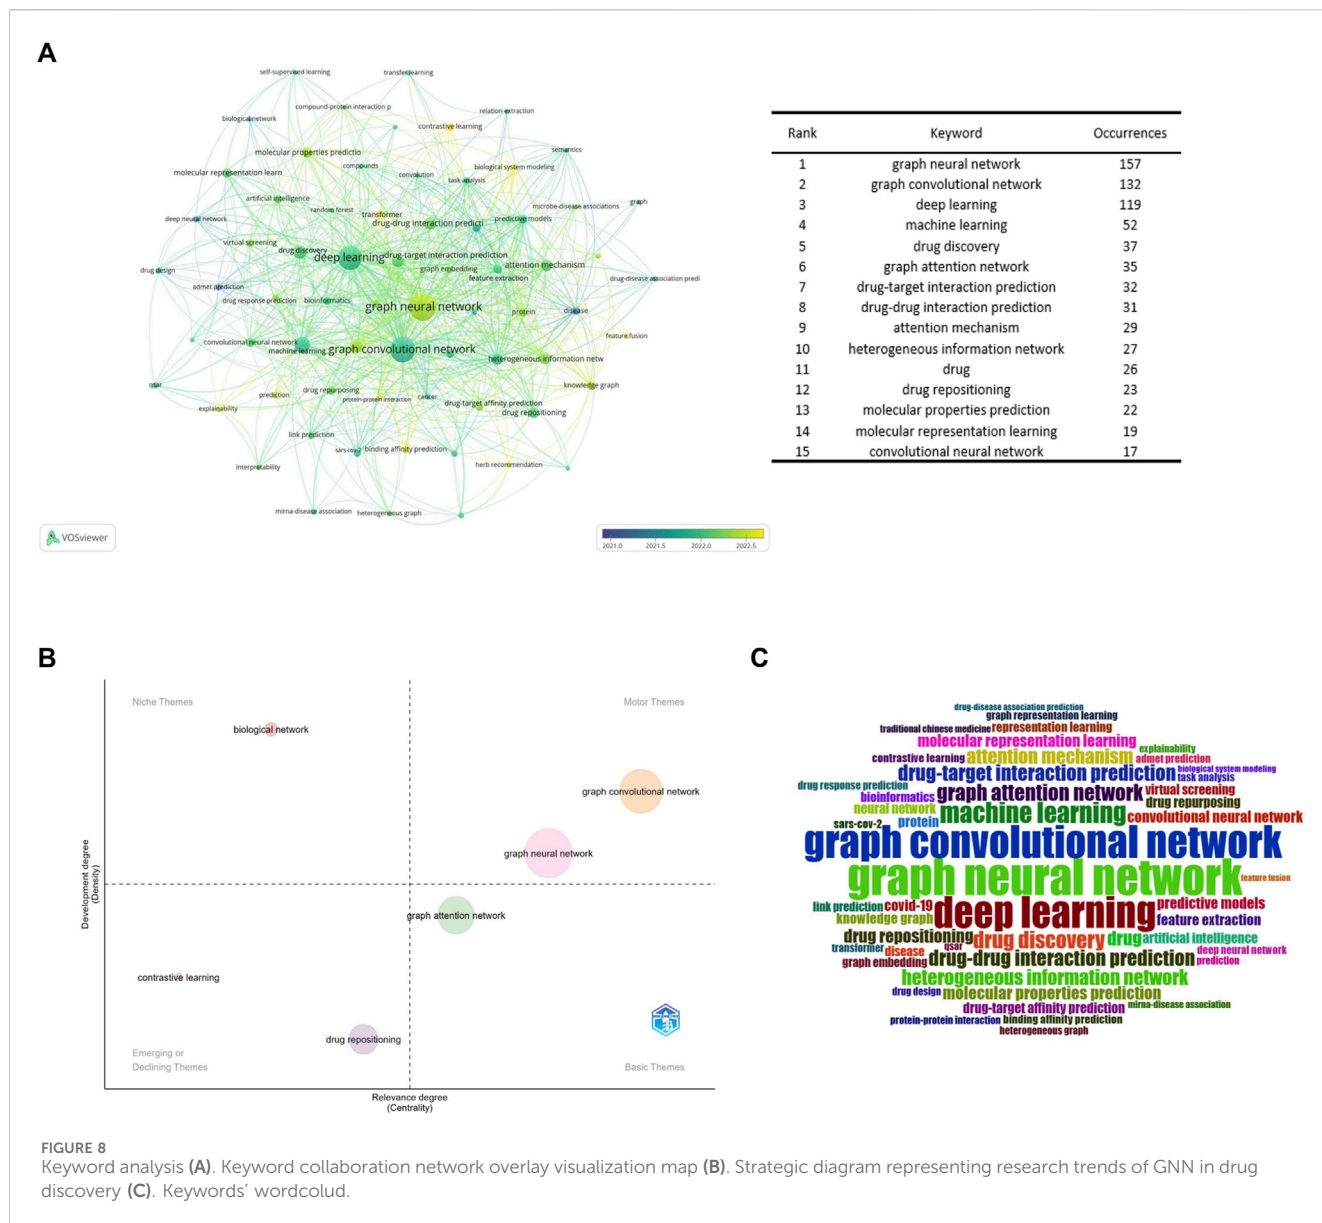 A
self-supervised learning
transfer learning
compound-protein interaction p
relation extraction
biological network
contrastive learning
molecular properties predictio
semantics
compounds
biological system modeling
molecular representation learn
convolution
task analysis
artificial intelligence
graph
random forest
microbe-disease associations
transformer
deep neural network
drug-drug interaction predicti
predictive models
virtual screening
drug discovery
deep learning
drug-target interaction prediction
attention mechanism
drug design
graph embedding
feature extraction
drug-disease association predi
admet prediction
drug response prediction
bioinformatics
graph neural network
protein
disease
feature fusion
convolutional neural network
machine learning
graph convolutional network
heterogeneous information netw
qsar
drug repurposing
knowledge graph
prediction
protein-protein interaction
cancer
explainability
drug-target affinity prediction
drug repositioning
link prediction
sars-cov-2
binding affinity prediction
interpretability
herb recommendation
mirna-disease association
heterogeneous graph
VOSviewer
2021.0 2021.5 2022.0 2022.5
Rank Keyword Occurrences
1 graph neural network 157
2 graph convolutional network 132
3 deep learning 119
4 machine learning 52
5 drug discovery 37
6 graph attention network 35
7 drug-target interaction prediction 32
8 drug-drug interaction prediction 31
9 attention mechanism 29
10 heterogeneous information network 27
11 drug 26
12 drug repositioning 23
13 molecular properties prediction 22
14 molecular representation learning 19
15 convolutional neural network 17
B
Niche Themes
Motor Themes
biological network
graph convolutional network
graph neural network
graph attention network
contrastive learning
drug repositioning
Emerging or
Declining Themes
Basic Themes
Development degree
(Density)
Relevance degree
(Centrality)
C
drug-disease association prediction
graph representation learning
traditional chinese medicine representation learning
molecular representation learning
explainability
contrastive learning attention mechanism admet prediction
drug-target interaction prediction biological system modeling
task analysis
drug response prediction
bioinformatics graph attention network virtual screening
neural network machine learning drug repurposing
sars-cov-2 protein convolutional neural network
graph convolutional network
graph neural network feature fusion
link prediction covid-19 deep learning predictive models
knowledge graph feature extraction
drug repositioning drug discovery drug artificial intelligence
transformer disease qsar deep neural network
graph embedding drug-drug interaction prediction prediction
heterogeneous information network
drug design molecular properties prediction
drug-target affinity prediction mirna-disease association
protein-protein interaction binding affinity prediction
heterogeneous graph
FIGURE 8
Keyword analysis (A). Keyword collaboration network overlay visualization map (B). Strategic diagram representing research trends of GNN in drug
discovery (C). Keywords' wordcolud.